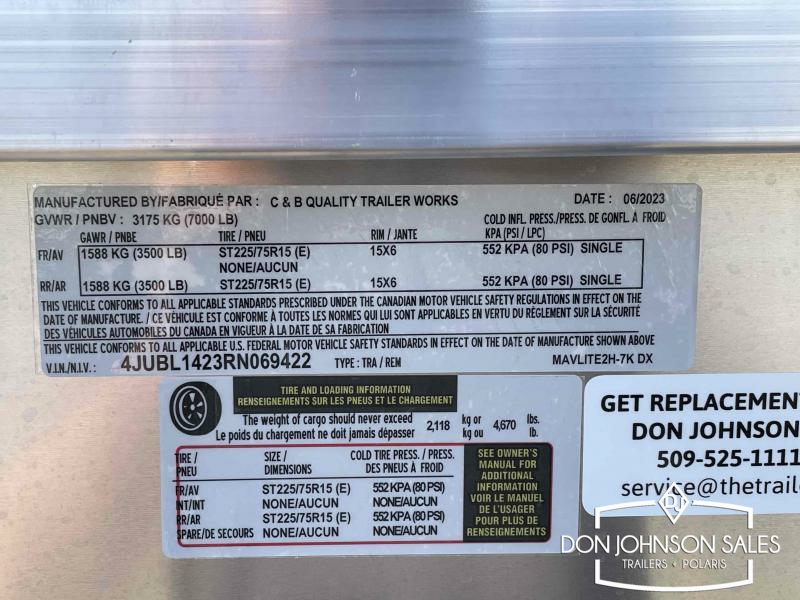 MANUFACTURED BY/FABRIQUÉ PAR : C & B QUALITY TRAILER WORKS DATE : 06/2023
GVWR / PNBV : 3175 KG (7000 LB) COLD INFL. PRESS./PRESS. DE GONFL. À FROID
GAWR / PNBE TIRE / PNEU RIM / JANTE KPA (PSI / LPC)
FR/AV 1588 KG (3500 LB) ST225/75R15 (E) 15X6 552 KPA (80 PSI) SINGLE
NONE/AUCUN
RR/AR 1588 KG (3500 LB) ST225/75R15 (E) 15X6 552 KPA (80 PSI) SINGLE
THIS VEHICLE CONFORMS TO ALL APPLICABLE STANDARDS PRESCRIBED UNDER THE CANADIAN MOTOR VEHICLE SAFETY REGULATIONS IN EFFECT ON THE
DATE OF MANUFACTURE. / CE VÉHICULE EST CONFORME À TOUTES LES NORMES QUI LUI SONT APPLICABLES EN VERTU DU RÈGLEMENT SUR LA SÉCURITÉ
DES VÉHICULES AUTOMOBILES DU CANADA EN VIGUEUR À LA DATE DE SA FABRICATION
THIS VEHICLE CONFORMS TO ALL APPLICABLE U.S. FEDERAL MOTOR VEHICLE SAFETY STANDARDS IN EFFECT ON THE DATE OF MANUFACTURE SHOWN ABOVE
V.I.N./N.I.V.: 4JUBL1423RN069422 TYPE : TRA / REM MAVLITE2H-7K DX
TIRE AND LOADING INFORMATION
RENSEIGNEMENTS SUR LES PNEUS ET LE CHARGEMENT
The weight of cargo should never exceed 2,118 kg or 4,670 lbs.
Le poids du chargement ne doit jamais dépasser kg ou lb.
TIRE / SIZE / COLD TIRE PRESS. / PRESS.
PNEU DIMENSIONS DES PNEUS À FROID
FR/AV ST225/75R15 (E) 552 KPA (80 PSI)
INT/INT NONE/AUCUN NONE/AUCUN
RR/AR ST225/75R15 (E) 552 KPA (80 PSI)
SPARE/DE SECOURS NONE/AUCUN NONE/AUCUN
SEE OWNER'S
MANUAL FOR
ADDITIONAL
INFORMATION
VOIR LE MANUEL
DE L'USAGER
POUR PLUS DE
RENSEIGNEMENTS
GET REPLACEMEN
DON JOHNSON
509-525-1111
service@thetraile
DJ
DON JOHNSON SALES
TRAILERS • POLARIS